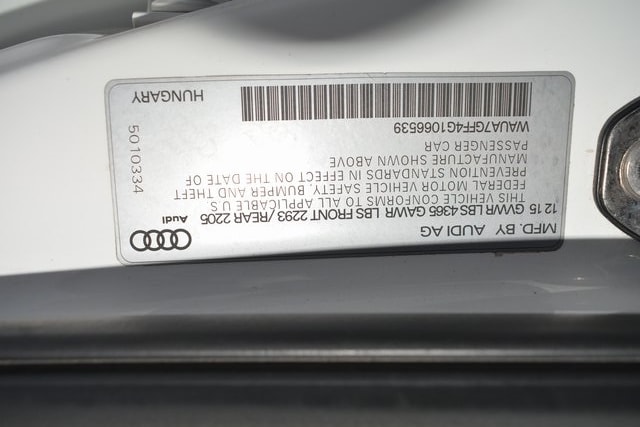 MFD. BY AUDI AG
12 15 GVWR LBS 4365 GAWR LBS FRONT 2293 / REAR 2205
THIS VEHICLE CONFORMS TO ALL APPLICABLE U S
FEDERAL MOTOR VEHICLE SAFETY, BUMPER AND THEFT
PREVENTION STANDARDS IN EFFECT ON THE DATE OF
MANUFACTURE SHOWN ABOVE
PASSENGER CAR
WAUA7GFF4G1066539
Audi
5010334
HUNGARY